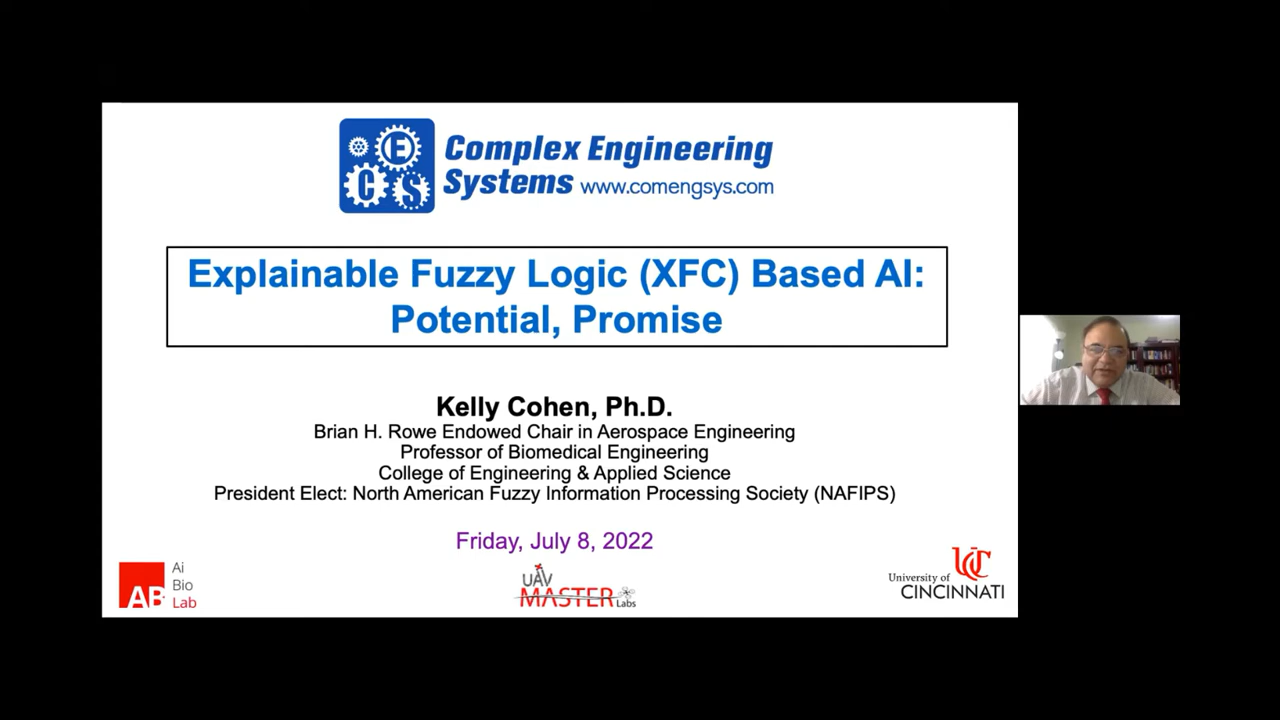 E
C S
Complex Engineering
Systems www.comengsys.com
Explainable Fuzzy Logic (XFC) Based AI:
Potential, Promise
Kelly Cohen, Ph.D.
Brian H. Rowe Endowed Chair in Aerospace Engineering
Professor of Biomedical Engineering
College of Engineering & Applied Science
President Elect: North American Fuzzy Information Processing Society (NAFIPS)
Friday, July 8, 2022
AB
Ai
Bio
Lab
UAV
MASTER Labs
UC
University of
CINCINNATI